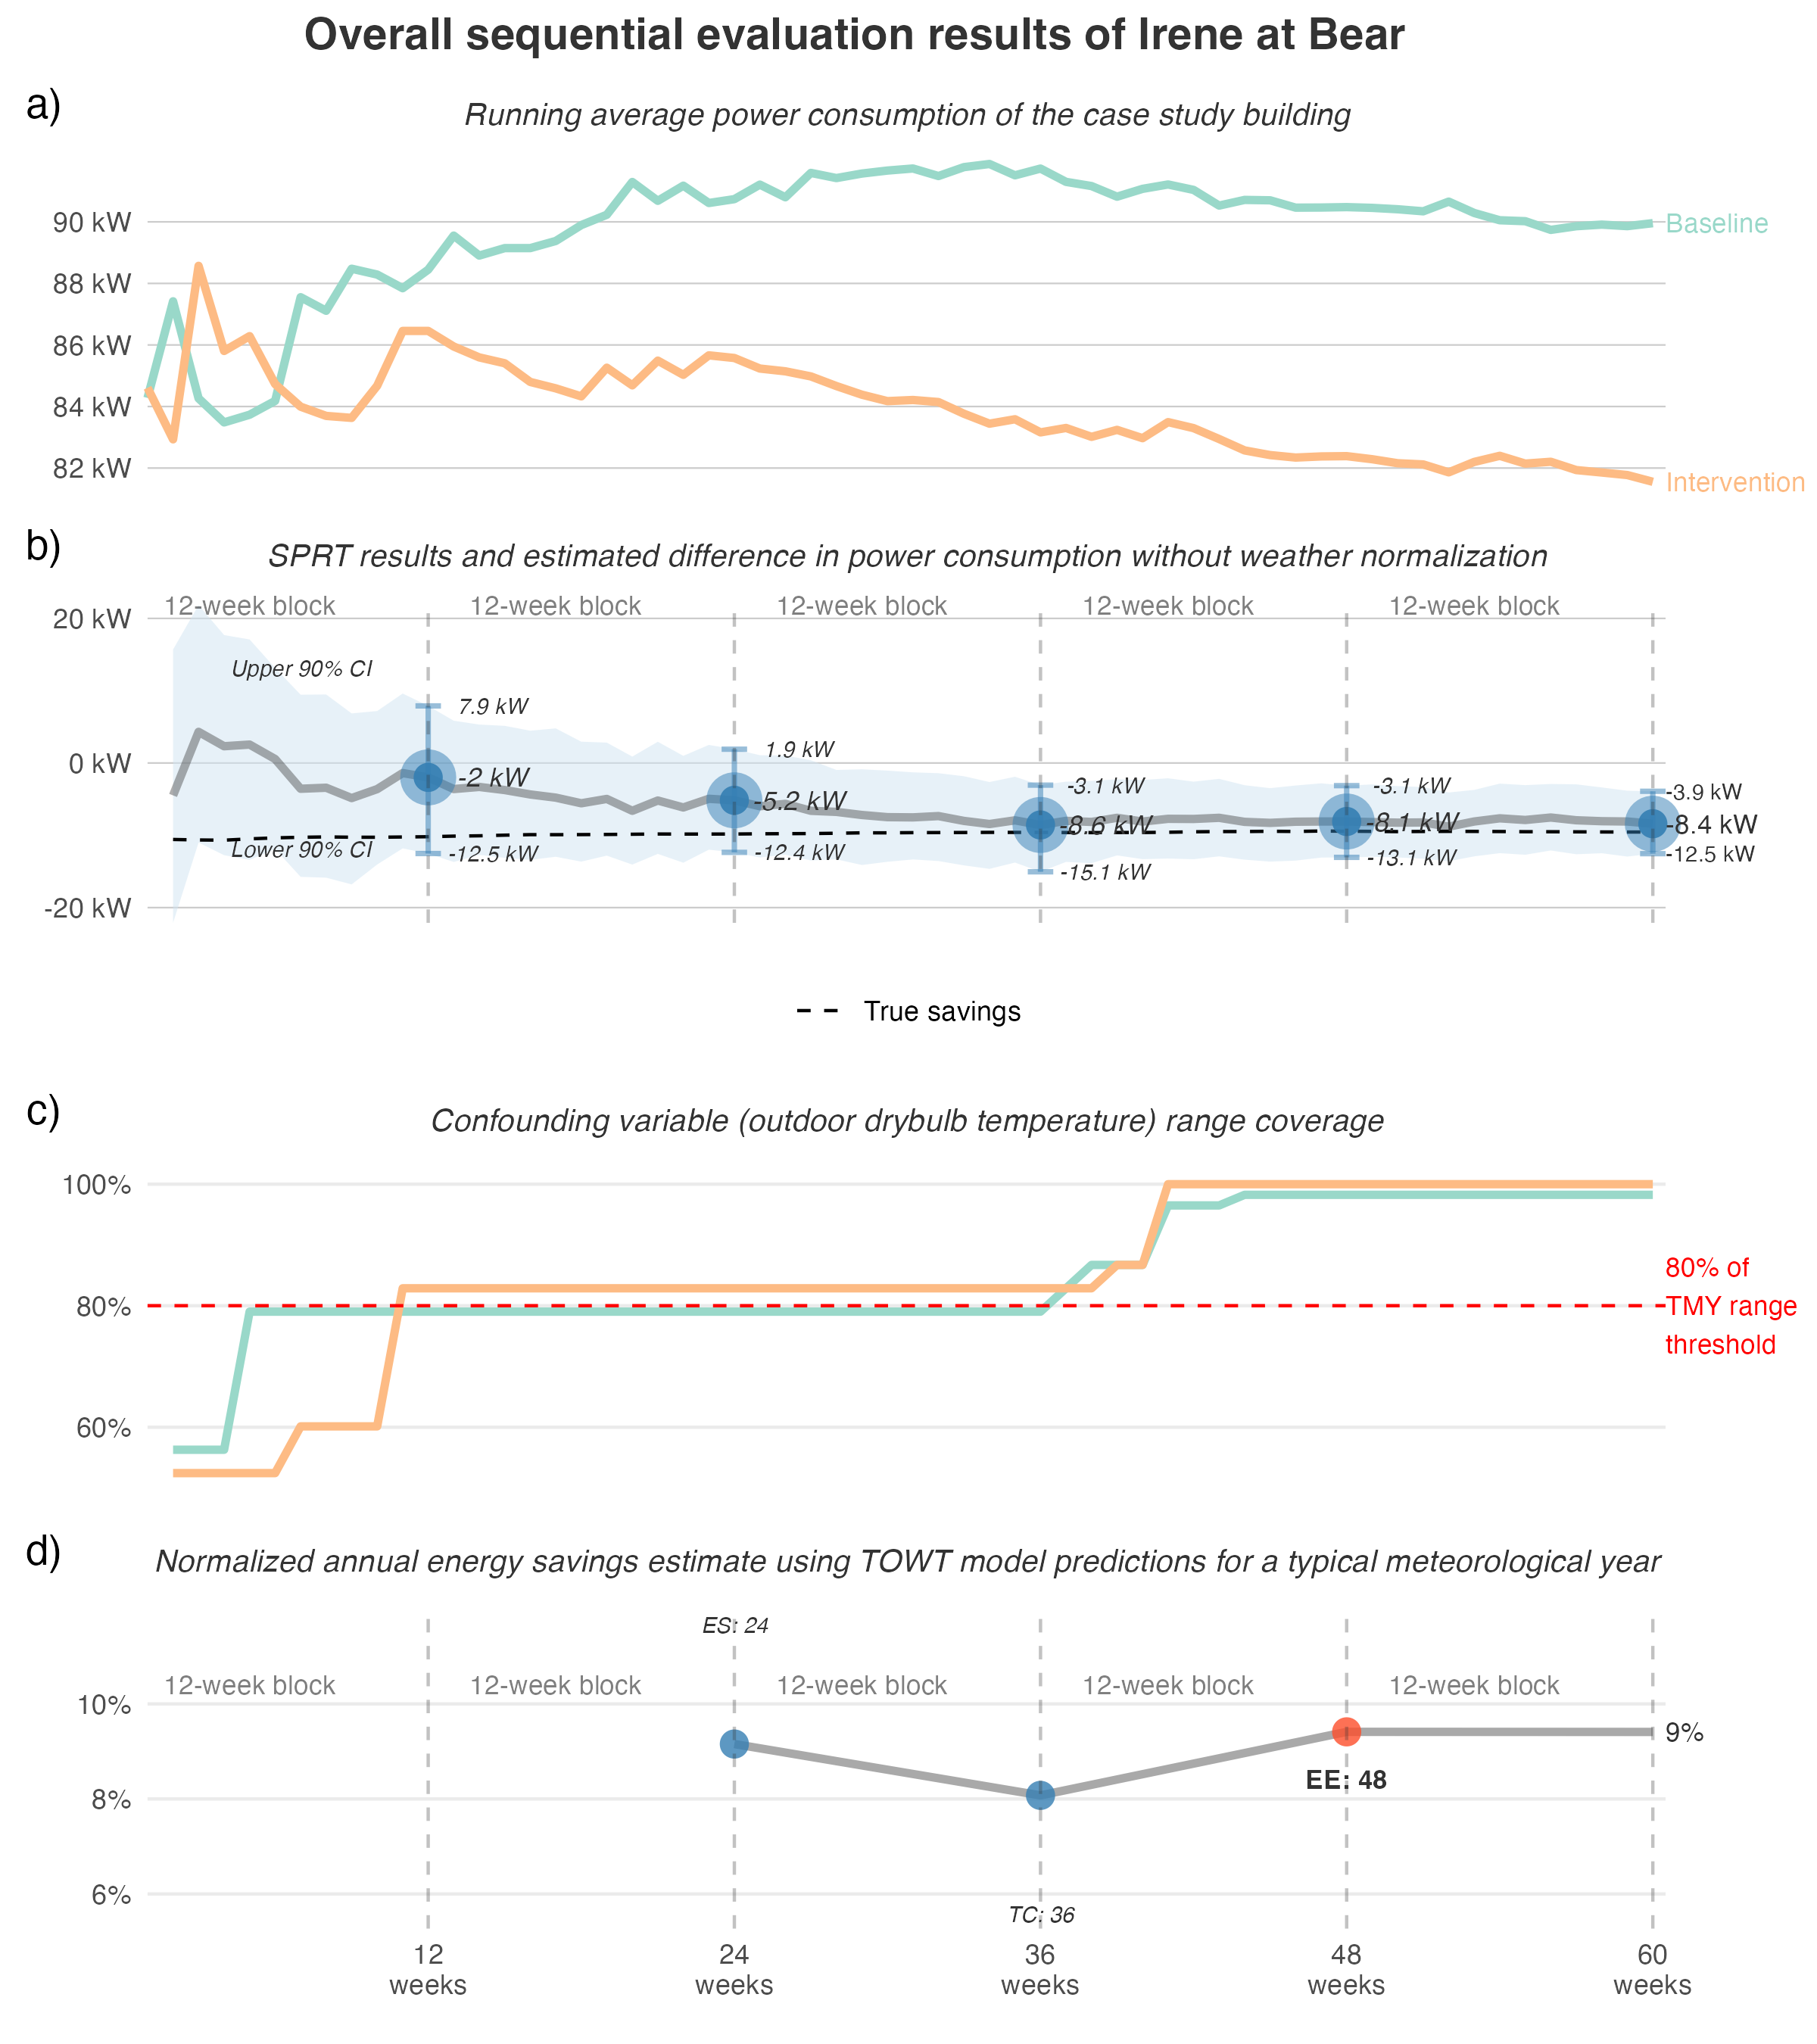 Overall sequential evaluation results of Irene at Bear
a)
Running average power consumption of the case study building
90 kW
88 kW
86 kW
84 kW
82 kW
Baseline
Intervention
b)
SPRT results and estimated difference in power consumption without weather normalization
12-week block 12-week block 12-week block 12-week block 12-week block
20 kW
0 kW
-20 kW
Upper 90% CI
Lower 90% CI
7.9 kW
-2 kW
-12.5 kW
1.9 kW
-5.2 kW
-12.4 kW
-3.1 kW
-8.6 kW
-15.1 kW
-3.1 kW
-8.1 kW
-13.1 kW
-3.9 kW
-8.4 kW
-12.5 kW
True savings
c)
Confounding variable (outdoor drybulb temperature) range coverage
100%
80%
60%
80% of
TMY range
threshold
d)
Normalized annual energy savings estimate using TOWT model predictions for a typical meteorological year
ES: 24
12-week block 12-week block 12-week block 12-week block 12-week block
10%
8%
6%
9%
EE: 48
TC: 36
12 24 36 48 60
weeks weeks weeks weeks weeks